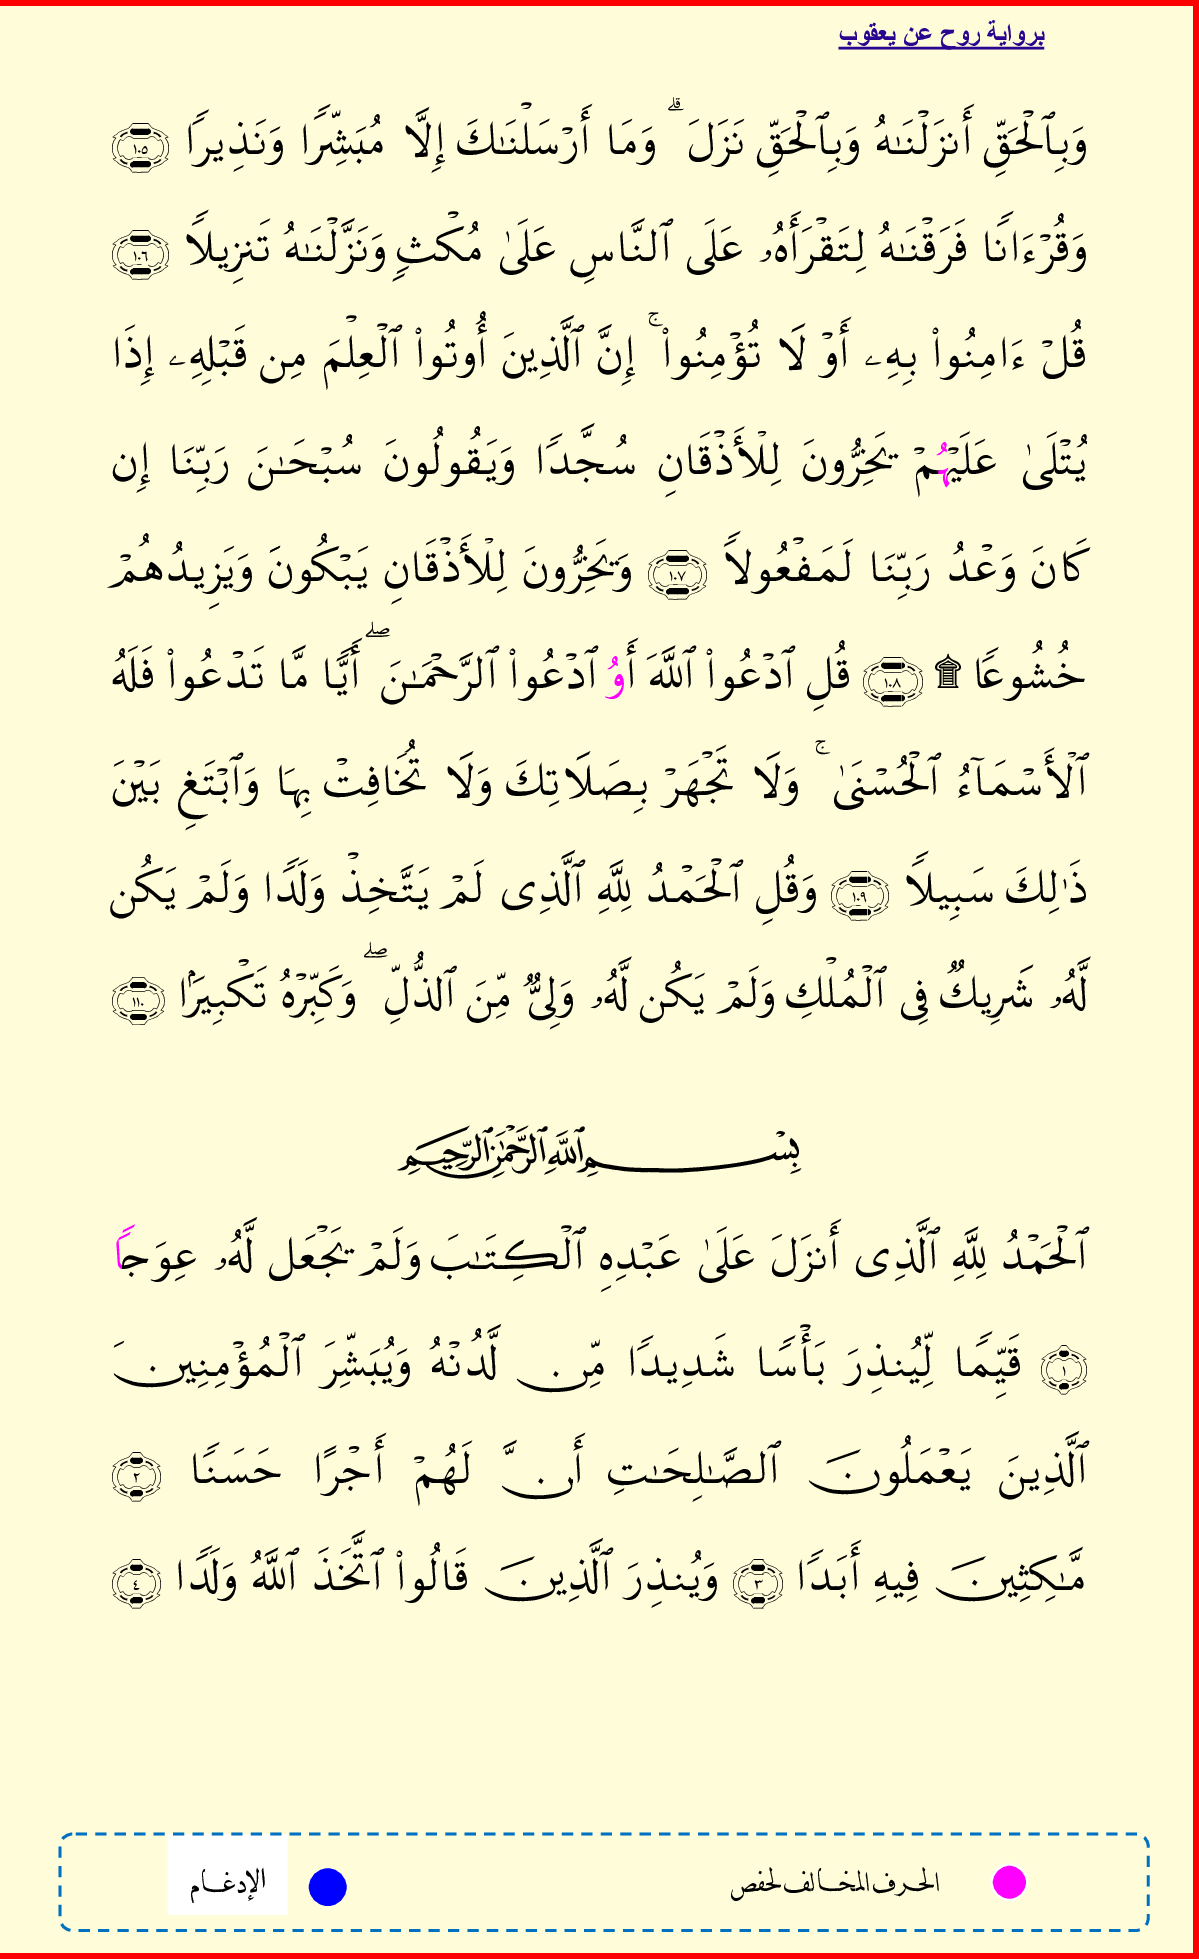 برواية روح عن يعقوب
وَبِٱلْحَقِّ أَنزَلْنَـٰهُ وَبِٱلْحَقِّ نَزَلَ ۗ وَمَا أَرْسَلْنَـٰكَ إِلَّا مُبَشِّرًا وَنَذِيرًا ١٠٥
وَقُرْءَانًا فَرَقْنَـٰهُ لِتَقْرَأَهُۥ عَلَى ٱلنَّاسِ عَلَىٰ مُكْثٍ وَنَزَّلْنَـٰهُ تَنزِيلًا ١٠٦
قُلْ ءَامِنُوا۟ بِهِۦ أَوْ لَا تُؤْمِنُوا۟ ۚ إِنَّ ٱلَّذِينَ أُوتُوا۟ ٱلْعِلْمَ مِن قَبْلِهِۦ إِذَا
يُتْلَىٰ عَلَيْهُمْ يَخِرُّونَ لِلْأَذْقَانِ سُجَّدًا وَيَقُولُونَ سُبْحَـٰنَ رَبِّنَا إِن
كَانَ وَعْدُ رَبِّنَا لَمَفْعُولًا ١٠٧ وَيَخِرُّونَ لِلْأَذْقَانِ يَبْكُونَ وَيَزِيدُهُمْ
خُشُوعًا ۩ ١٠٨ قُلِ ٱدْعُوا۟ ٱللَّهَ أَوُ ٱدْعُوا۟ ٱلرَّحْمَـٰنَ ۖ أَيًّا مَّا تَدْعُوا۟ فَلَهُ
ٱلْأَسْمَآءُ ٱلْحُسْنَىٰ ۚ وَلَا تَجْهَرْ بِصَلَاتِكَ وَلَا تُخَافِتْ بِهَا وَٱبْتَغِ بَيْنَ
ذَٰلِكَ سَبِيلًا ١٠٩ وَقُلِ ٱلْحَمْدُ لِلَّهِ ٱلَّذِى لَمْ يَتَّخِذْ وَلَدًا وَلَمْ يَكُن
لَّهُۥ شَرِيكٌ فِى ٱلْمُلْكِ وَلَمْ يَكُن لَّهُۥ وَلِىٌّ مِّنَ ٱلذُّلِّ ۖ وَكَبِّرْهُ تَكْبِيرَۢا ١١٠
بِسْمِ ٱللَّهِ ٱلرَّحْمَـٰنِ ٱلرَّحِيمِ
ٱلْحَمْدُ لِلَّهِ ٱلَّذِى أَنزَلَ عَلَىٰ عَبْدِهِ ٱلْكِتَـٰبَ وَلَمْ يَجْعَل لَّهُۥ عِوَجًا
١ قَيِّمًا لِّيُنذِرَ بَأْسًا شَدِيدًا مِّن لَّدُنْهُ وَيُبَشِّرَ ٱلْمُؤْمِنِينَ
ٱلَّذِينَ يَعْمَلُونَ ٱلصَّـٰلِحَـٰتِ أَنَّ لَهُمْ أَجْرًا حَسَنًا ٢
مَّـٰكِثِينَ فِيهِ أَبَدًا ٣ وَيُنذِرَ ٱلَّذِينَ قَالُوا۟ ٱتَّخَذَ ٱللَّهُ وَلَدًا ٤
الحرف المخالف لحفص الإدغام